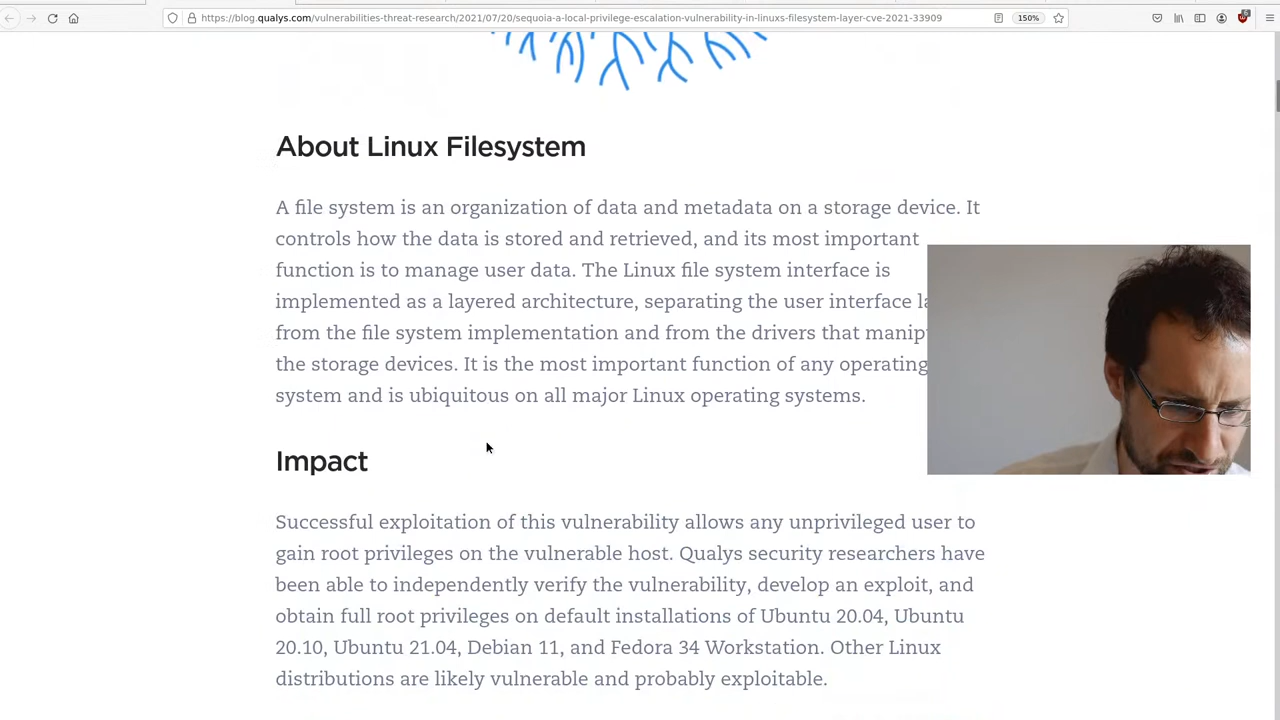 https://blog.qualys.com/vulnerabilities-threat-research/2021/07/20/sequoia-a-local-privilege-escalation-vulnerability-in-linuxs-filesystem-layer-cve-2021-33909
150%
About Linux Filesystem
A file system is an organization of data and metadata on a storage device. It
controls how the data is stored and retrieved, and its most important
function is to manage user data. The Linux file system interface is
implemented as a layered architecture, separating the user interface
from the file system implementation and from the drivers that
the storage devices. It is the most important function of any operating
system and is ubiquitous on all major Linux operating systems.
Impact
Successful exploitation of this vulnerability allows any unprivileged user to
gain root privileges on the vulnerable host. Qualys security researchers have
been able to independently verify the vulnerability, develop an exploit, and
obtain full root privileges on default installations of Ubuntu 20.04, Ubuntu
20.10, Ubuntu 21.04, Debian 11, and Fedora 34 Workstation. Other Linux
distributions are likely vulnerable and probably exploitable.